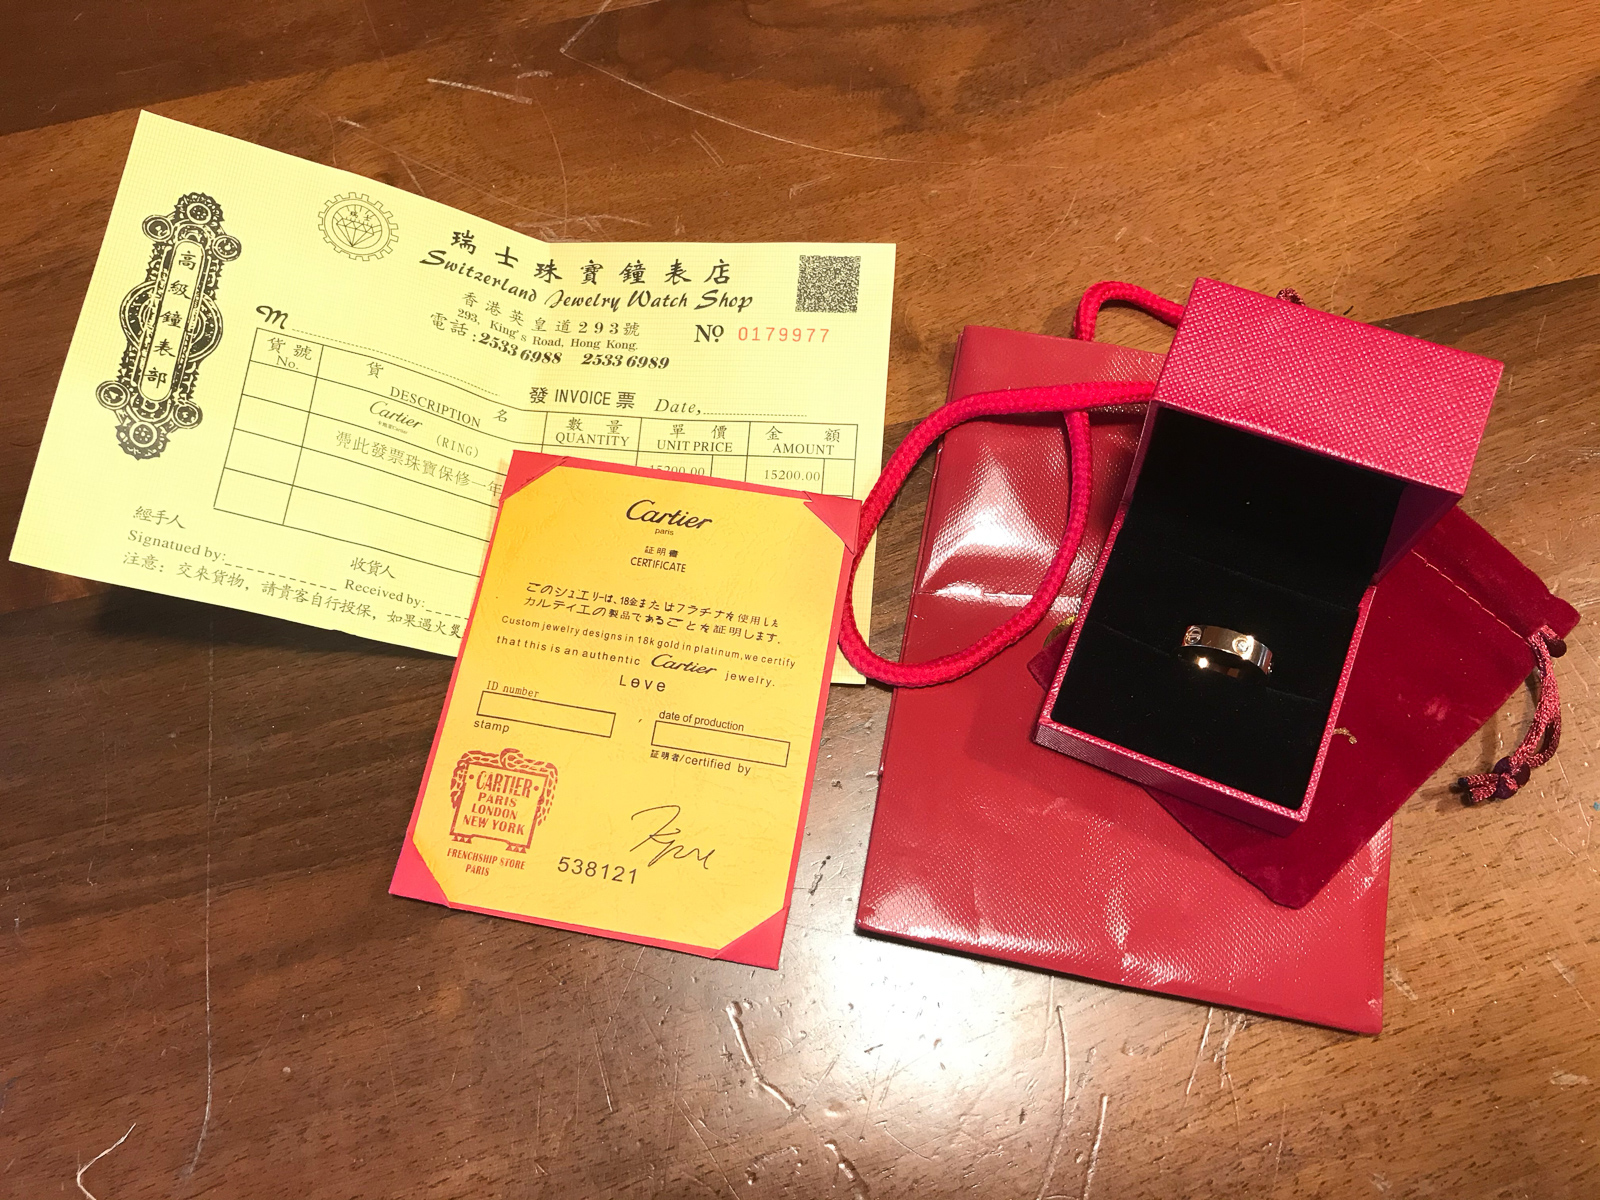 高級鐘表部
瑞士
瑞士珠寶鐘表店
Switzerland Jewelry Watch Shop
香港英皇道293號
293, King's Road, Hong Kong.
電話:2533 6988 2533 6989
Nº 0179977
M
發 INVOICE 票 Date,
貨號 貨名 數量 單價 金額
No. DESCRIPTION QUANTITY UNIT PRICE AMOUNT
Cartier (RING) 15200.00 15200.00
凴此發票珠寶保修一年
經手人
Signatued by:
收貨人
Received by:
注意：交來貨物，請貴客自行投保，如果遇火災
Cartier
paris
証明書
CERTIFICATE
このジュエリーは、18金またはプラチナを使用した
カルティエの製品であることを証明します.
Custom jewelry designs in 18k gold in platinum,we certify
that this is an authentic Cartier jewelry.
Love
ID number
date of production
stamp
証明者/certified by
CARTIER
PARIS
LONDON
NEW YORK
FRENCHSHIP STORE
PARIS
538121